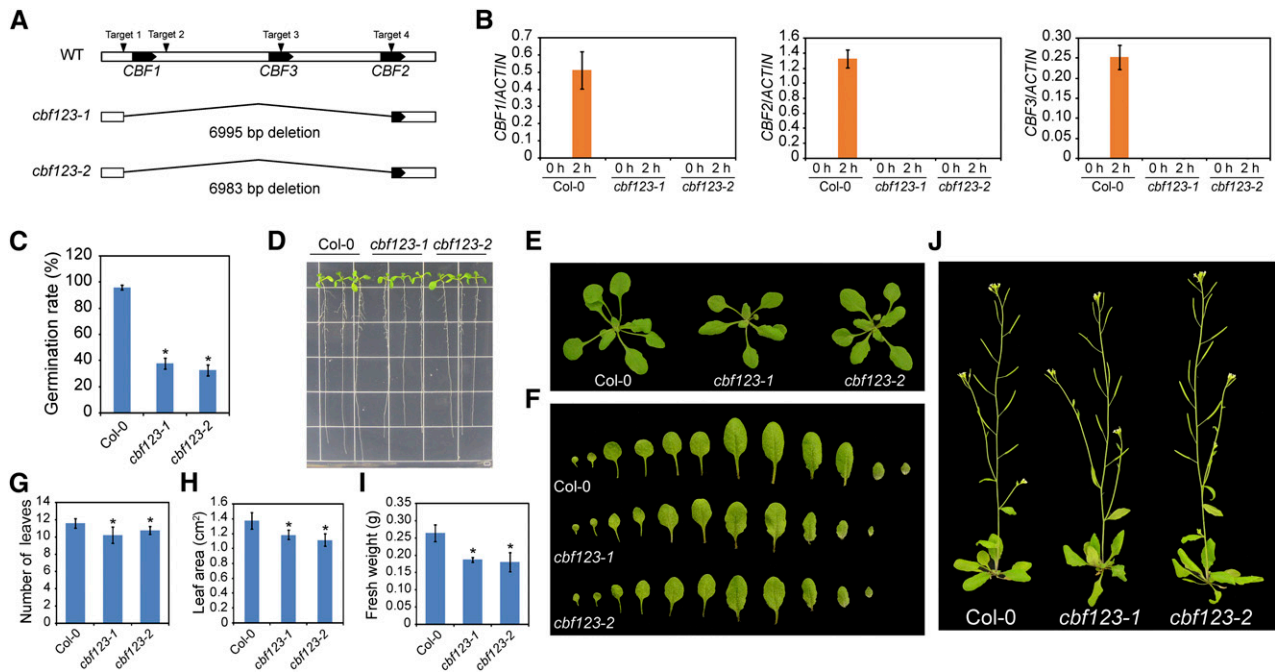 A
Target 1 Target 2 Target 3 Target 4
WT
CBF1 CBF3 CBF2
cbf123-1
6995 bp deletion
cbf123-2
6983 bp deletion
B
CBF1/ACTIN
0.7
0.6
0.5
0.4
0.3
0.2
0.1
0
0 h 2 h 0 h 2 h 0 h 2 h
Col-0 cbf123-1 cbf123-2
CBF2/ACTIN
1.6
1.4
1.2
1.0
0.8
0.6
0.4
0.2
0
0 h 2 h 0 h 2 h 0 h 2 h
Col-0 cbf123-1 cbf123-2
CBF3/ACTIN
0.30
0.25
0.20
0.15
0.10
0.05
0
0 h 2 h 0 h 2 h 0 h 2 h
Col-0 cbf123-1 cbf123-2
C
Germination rate (%)
120
100
80
60
40
20
0
* *
Col-0 cbf123-1 cbf123-2
D
Col-0 cbf123-1 cbf123-2
E
Col-0 cbf123-1 cbf123-2
F
Col-0
cbf123-1
cbf123-2
G
Number of leaves
14
12
10
8
6
4
2
0
* *
Col-0 cbf123-1 cbf123-2
H
Leaf area (cm²)
1.6
1.4
1.2
1.0
0.8
0.6
0.4
0.2
0
* *
Col-0 cbf123-1 cbf123-2
I
Fresh weight (g)
0.35
0.30
0.25
0.20
0.15
0.10
0.05
0
* *
Col-0 cbf123-1 cbf123-2
J
Col-0 cbf123-1 cbf123-2